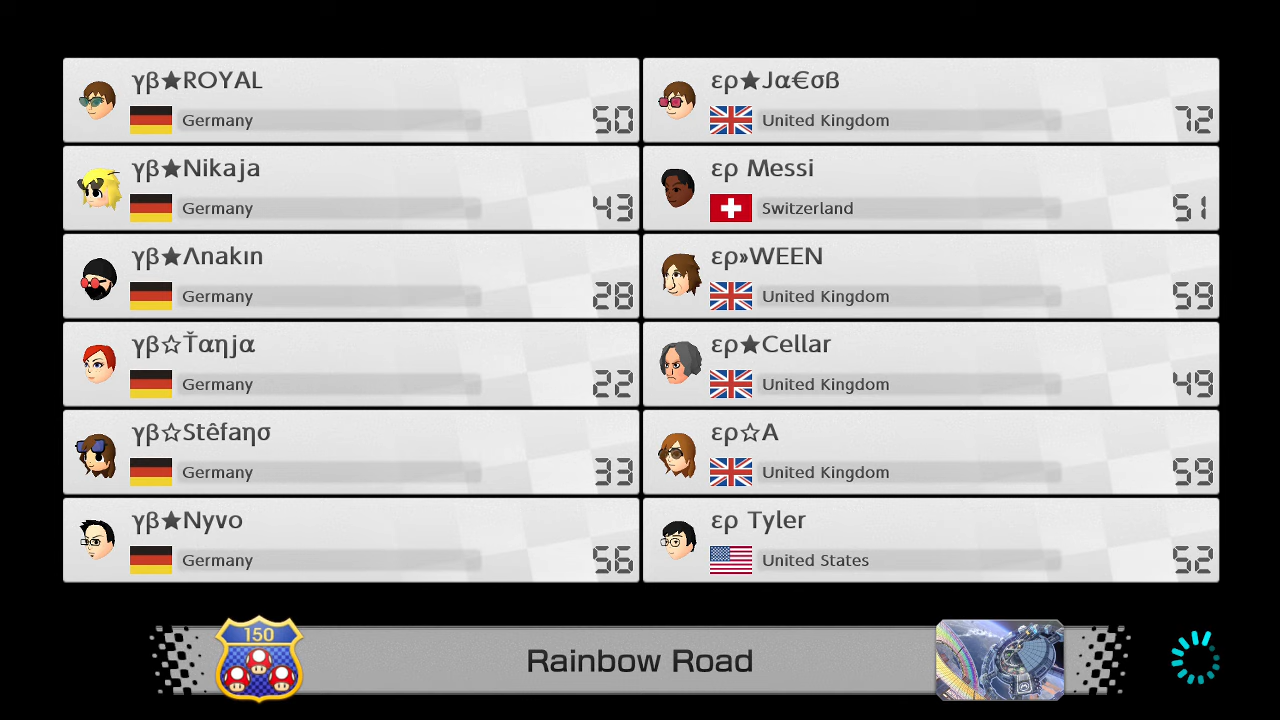 γβ★ROYAL
Germany
50
ερ★Jα€σß
United Kingdom
72
γβ★Nikaja
Germany
43
ερ Messi
Switzerland
51
γβ★Λnakın
Germany
28
ερ»WEEN
United Kingdom
59
γβ☆Ťαηjα
Germany
22
ερ★Cellar
United Kingdom
49
γβ☆Stêfaησ
Germany
33
ερ☆A
United Kingdom
59
γβ★Nyvo
Germany
56
ερ Tyler
United States
52
150
Rainbow Road